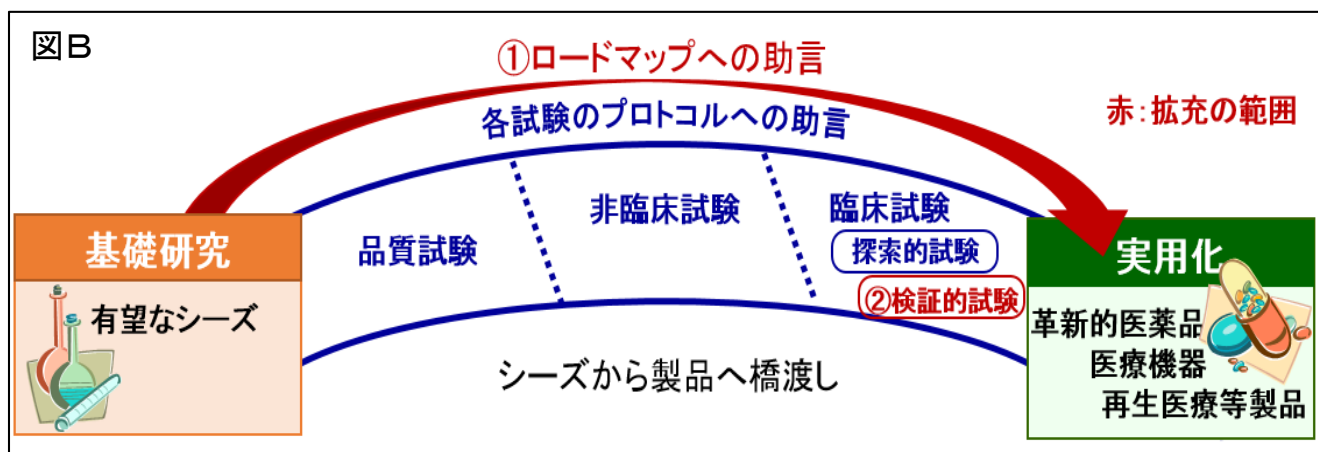 図B
①ロードマップへの助言
各試験のプロトコルへの助言
赤：拡充の範囲
基礎研究
有望なシーズ
品質試験
非臨床試験
臨床試験
探索的試験
②検証的試験
実用化
革新的医薬品
医療機器
再生医療等製品
シーズから製品へ橋渡し